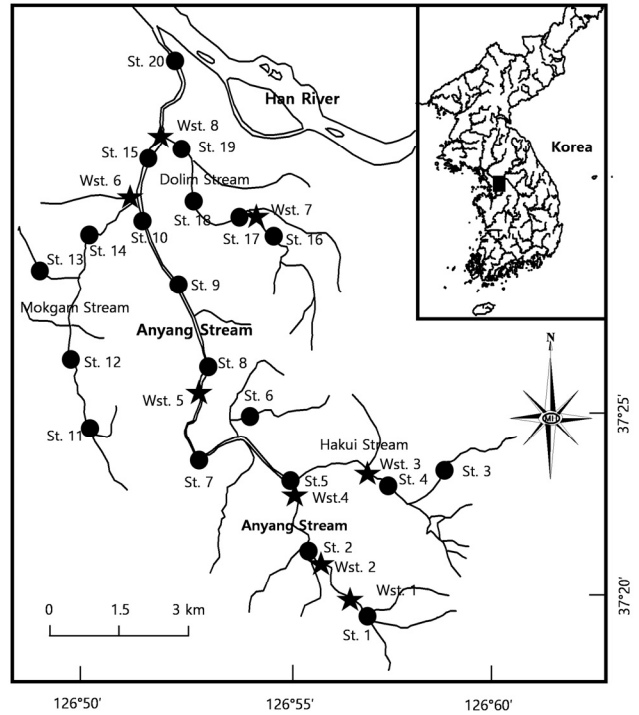 St. 20
Han River
Wst. 8
St. 15
St. 19
Korea
Wst. 6
Dolim Stream
St. 18
Wst. 7
St. 10
St. 17
St. 16
St. 14
St. 13
St. 9
Mokgam Stream
Anyang Stream
N
St. 12
St. 8
Wst. 5
St. 6
MH
37°25'
St. 11
Hakui Stream
St. 7
Wst. 3
St. 3
St.5
St. 4
Wst.4
Anyang Stream
St. 2
Wst. 2
Wst. 1
37°20'
0 1.5 3 km
St. 1
126°50' 126°55' 126°60'